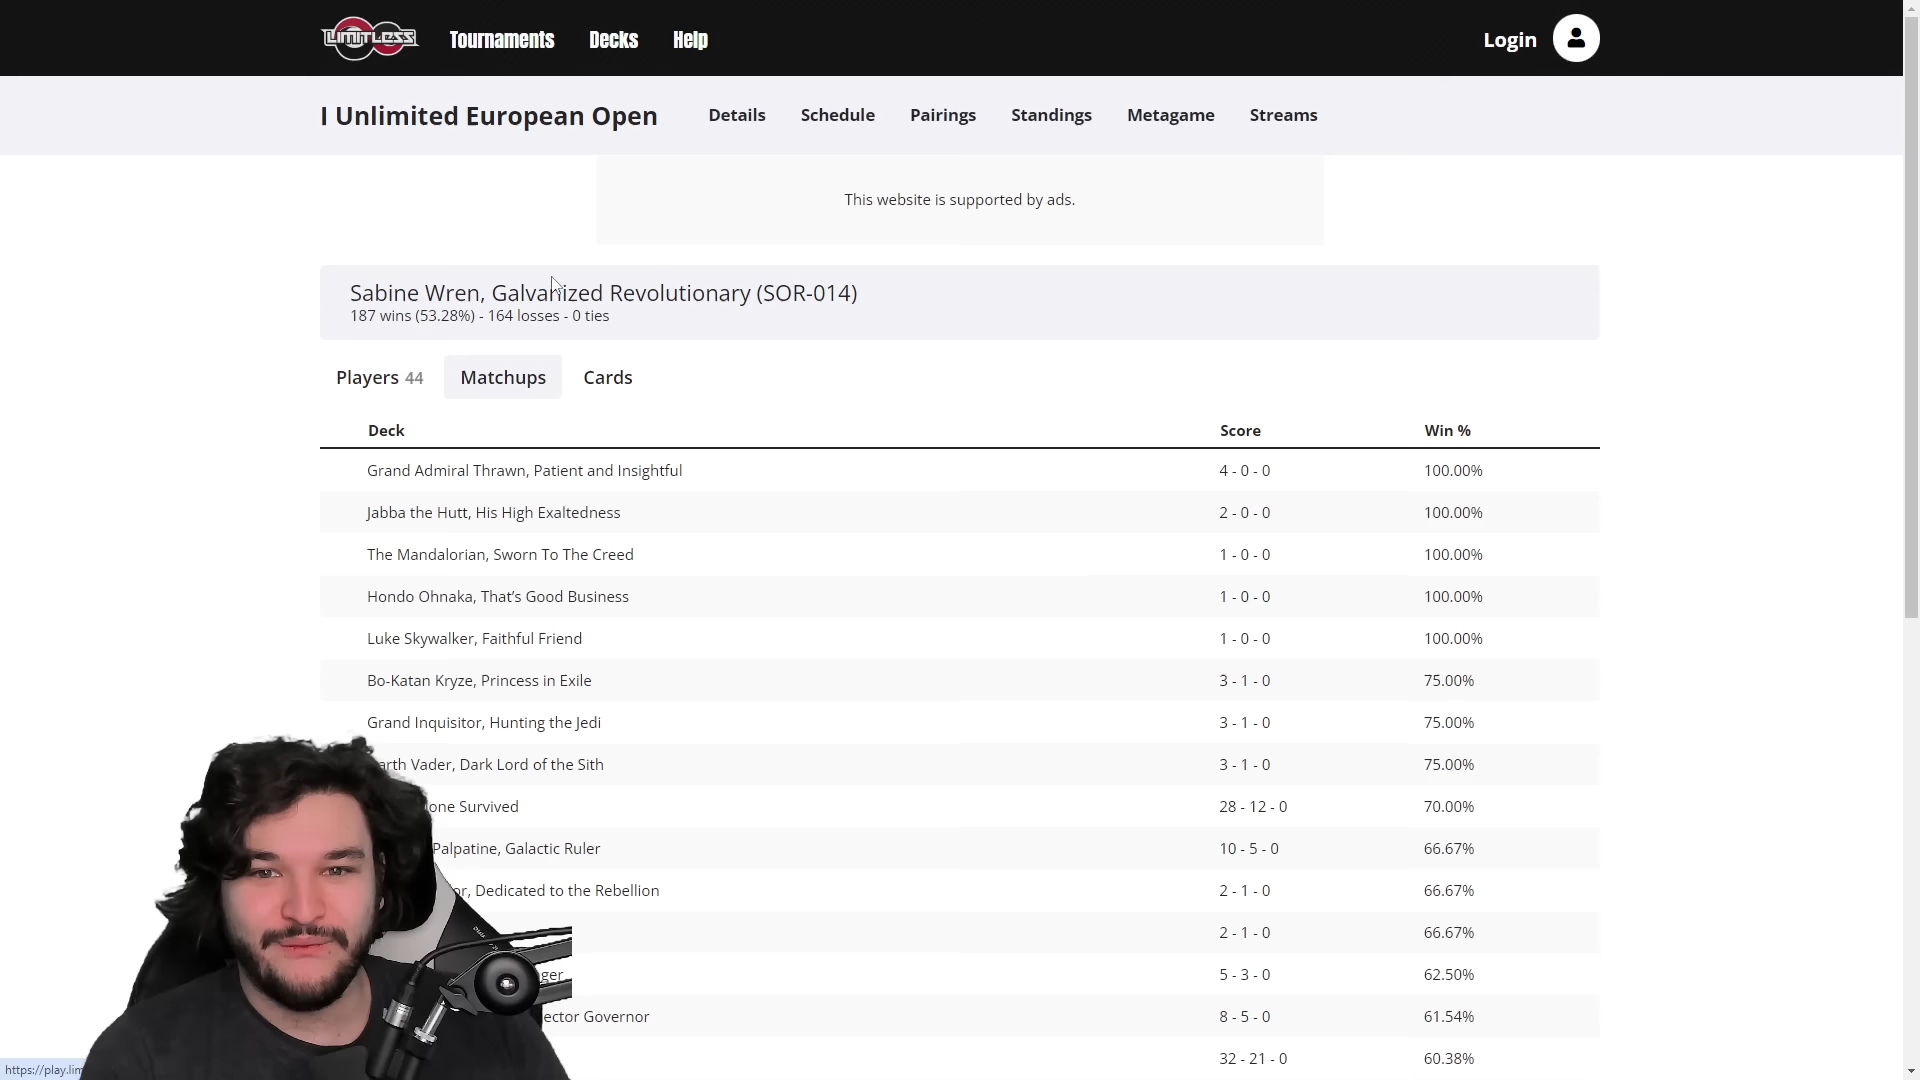 LIMITLESS Tournaments Decks Help Login
I Unlimited European Open Details Schedule Pairings Standings Metagame Streams
This website is supported by ads.
Sabine Wren, Galvanized Revolutionary (SOR-014)
187 wins (53.28%) - 164 losses - 0 ties
Players 44 Matchups Cards
Deck Score Win %
Grand Admiral Thrawn, Patient and Insightful 4 - 0 - 0 100.00%
Jabba the Hutt, His High Exaltedness 2 - 0 - 0 100.00%
The Mandalorian, Sworn To The Creed 1 - 0 - 0 100.00%
Hondo Ohnaka, That’s Good Business 1 - 0 - 0 100.00%
Luke Skywalker, Faithful Friend 1 - 0 - 0 100.00%
Bo-Katan Kryze, Princess in Exile 3 - 1 - 0 75.00%
Grand Inquisitor, Hunting the Jedi 3 - 1 - 0 75.00%
arth Vader, Dark Lord of the Sith 3 - 1 - 0 75.00%
one Survived 28 - 12 - 0 70.00%
Palpatine, Galactic Ruler 10 - 5 - 0 66.67%
or, Dedicated to the Rebellion 2 - 1 - 0 66.67%
2 - 1 - 0 66.67%
ger 5 - 3 - 0 62.50%
ector Governor 8 - 5 - 0 61.54%
32 - 21 - 0 60.38%
https://play.lim